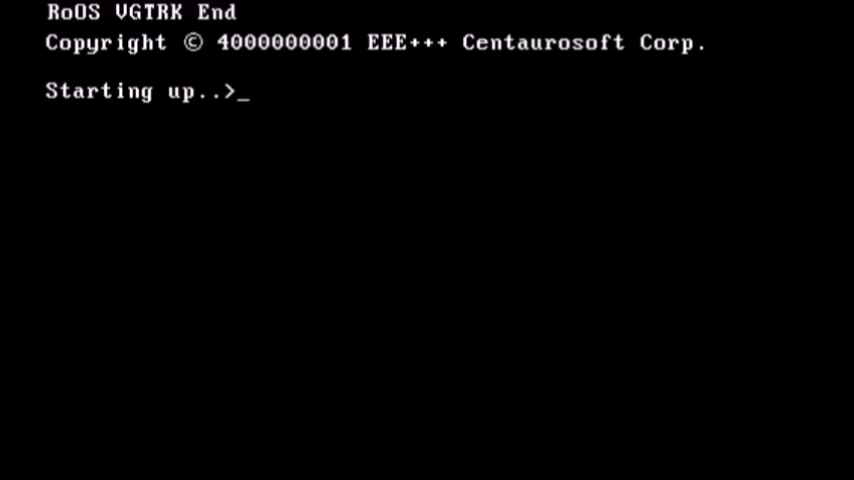 RoOS VGTRK End
Copyright © 4000000001 EEE+++ Centaurosoft Corp.
Starting up..>_